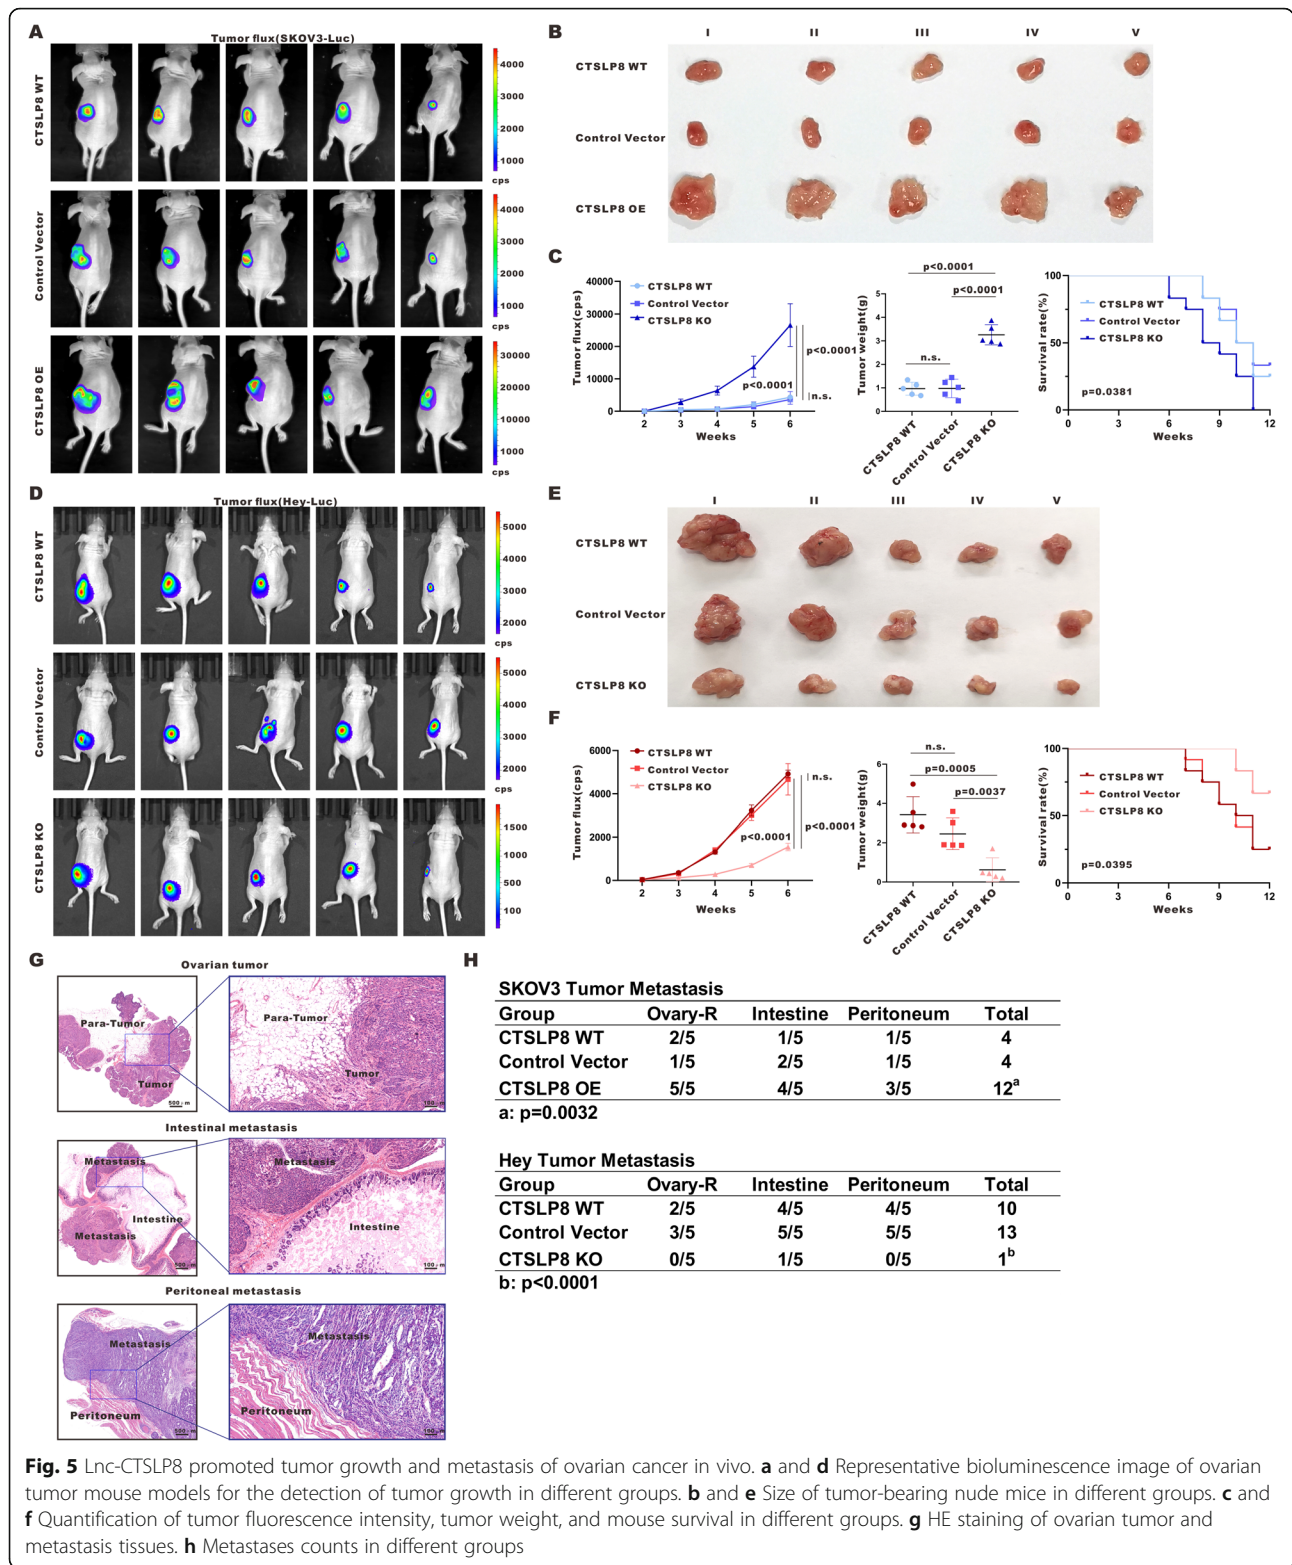 A
Tumor flux(SKOV3-Luc)
CTSLP8 WT
4000
3000
2000
1000
cps
Control Vector
4000
3000
2000
1000
cps
CTSLP8 OE
30000
20000
10000
1000
cps
B
I II III IV V
CTSLP8 WT
Control Vector
CTSLP8 OE
C
Tumor flux(cps)
40000
30000
20000
10000
0
2 3 4 5 6
Weeks
CTSLP8 WT
Control Vector
CTSLP8 KO
p<0.0001
p<0.0001
n.s.
Tumor weight(g)
5
4
3
2
1
0
p<0.0001
p<0.0001
n.s.
CTSLP8 WT
Control Vector
CTSLP8 KO
Survival rate(%)
100
50
0
0 3 6 9 12
Weeks
CTSLP8 WT
Control Vector
CTSLP8 KO
p=0.0381
D
Tumor flux(Hey-Luc)
CTSLP8 WT
5000
4000
3000
2000
cps
Control Vector
5000
4000
3000
2000
cps
CTSLP8 KO
1500
1000
500
100
E
I II III IV V
CTSLP8 WT
Control Vector
CTSLP8 KO
F
Tumor flux(cps)
6000
4000
2000
0
2 3 4 5 6
Weeks
CTSLP8 WT
Control Vector
CTSLP8 KO
n.s.
p<0.0001
p<0.0001
Tumor weight(g)
6
4
2
0
n.s.
p=0.0005
p=0.0037
CTSLP8 WT
Control Vector
CTSLP8 KO
Survival rate(%)
100
50
0
0 3 6 9 12
Weeks
CTSLP8 WT
Control Vector
CTSLP8 KO
p=0.0395
G
Ovarian tumor
Para-Tumor
Tumor
Para-Tumor
Tumor
Intestinal metastasis
Metastasis
Intestine
Metastasis
Metastasis
Intestine
Peritoneal metastasis
Metastasis
Peritoneum
Metastasis
Peritoneum
H
SKOV3 Tumor Metastasis
Group Ovary-R Intestine Peritoneum Total
CTSLP8 WT 2/5 1/5 1/5 4
Control Vector 1/5 2/5 1/5 4
CTSLP8 OE 5/5 4/5 3/5 12a
a: p=0.0032
Hey Tumor Metastasis
Group Ovary-R Intestine Peritoneum Total
CTSLP8 WT 2/5 4/5 4/5 10
Control Vector 3/5 5/5 5/5 13
CTSLP8 KO 0/5 1/5 0/5 1b
b: p<0.0001
Fig. 5 Lnc-CTSLP8 promoted tumor growth and metastasis of ovarian cancer in vivo. a and d Representative bioluminescence image of ovarian
tumor mouse models for the detection of tumor growth in different groups. b and e Size of tumor-bearing nude mice in different groups. c and
f Quantification of tumor fluorescence intensity, tumor weight, and mouse survival in different groups. g HE staining of ovarian tumor and
metastasis tissues. h Metastases counts in different groups